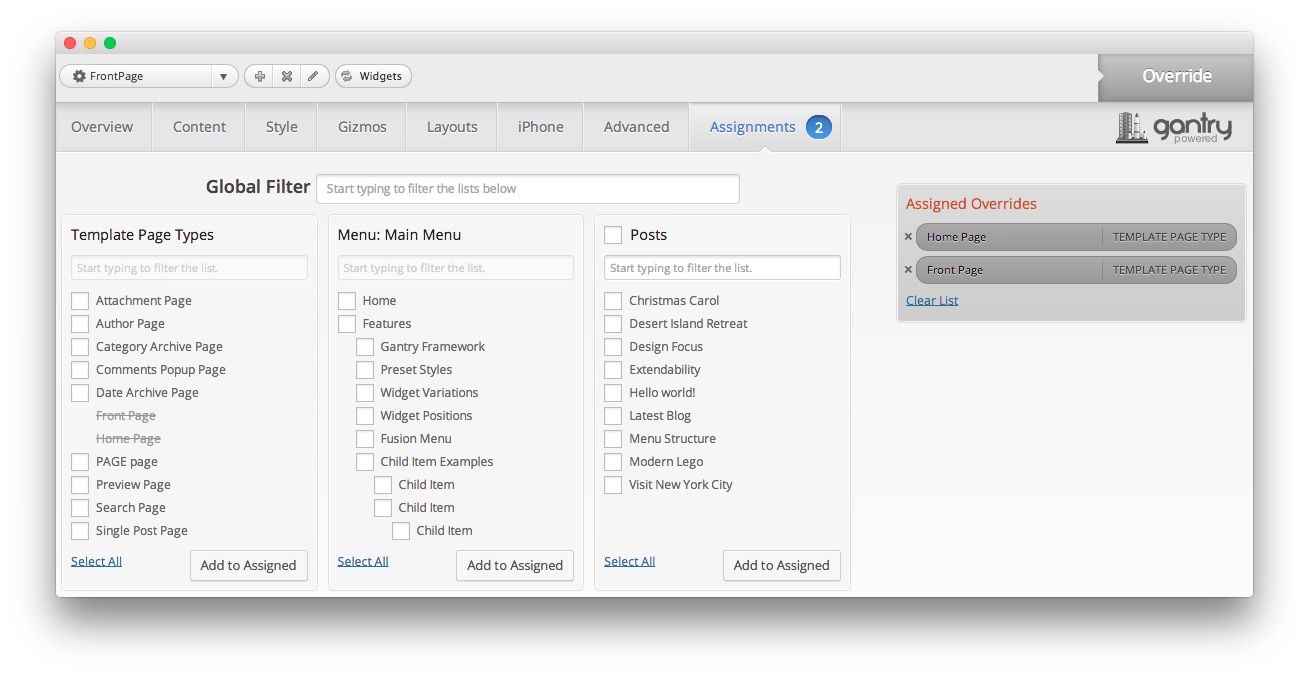 FrontPage
Widgets
Override
Overview
Content
Style
Gizmos
Layouts
iPhone
Advanced
Assignments
2
gantry
powered
Global Filter
Start typing to filter the lists below
Template Page Types
Start typing to filter the list.
Attachment Page
Author Page
Category Archive Page
Comments Popup Page
Date Archive Page
Front Page
Home Page
PAGE page
Preview Page
Search Page
Single Post Page
Select All
Add to Assigned
Menu: Main Menu
Start typing to filter the list.
Home
Features
Gantry Framework
Preset Styles
Widget Variations
Widget Positions
Fusion Menu
Child Item Examples
Child Item
Child Item
Child Item
Select All
Add to Assigned
Posts
Start typing to filter the list.
Christmas Carol
Desert Island Retreat
Design Focus
Extendability
Hello world!
Latest Blog
Menu Structure
Modern Lego
Visit New York City
Select All
Add to Assigned
Assigned Overrides
Home Page
TEMPLATE PAGE TYPE
Front Page
TEMPLATE PAGE TYPE
Clear List